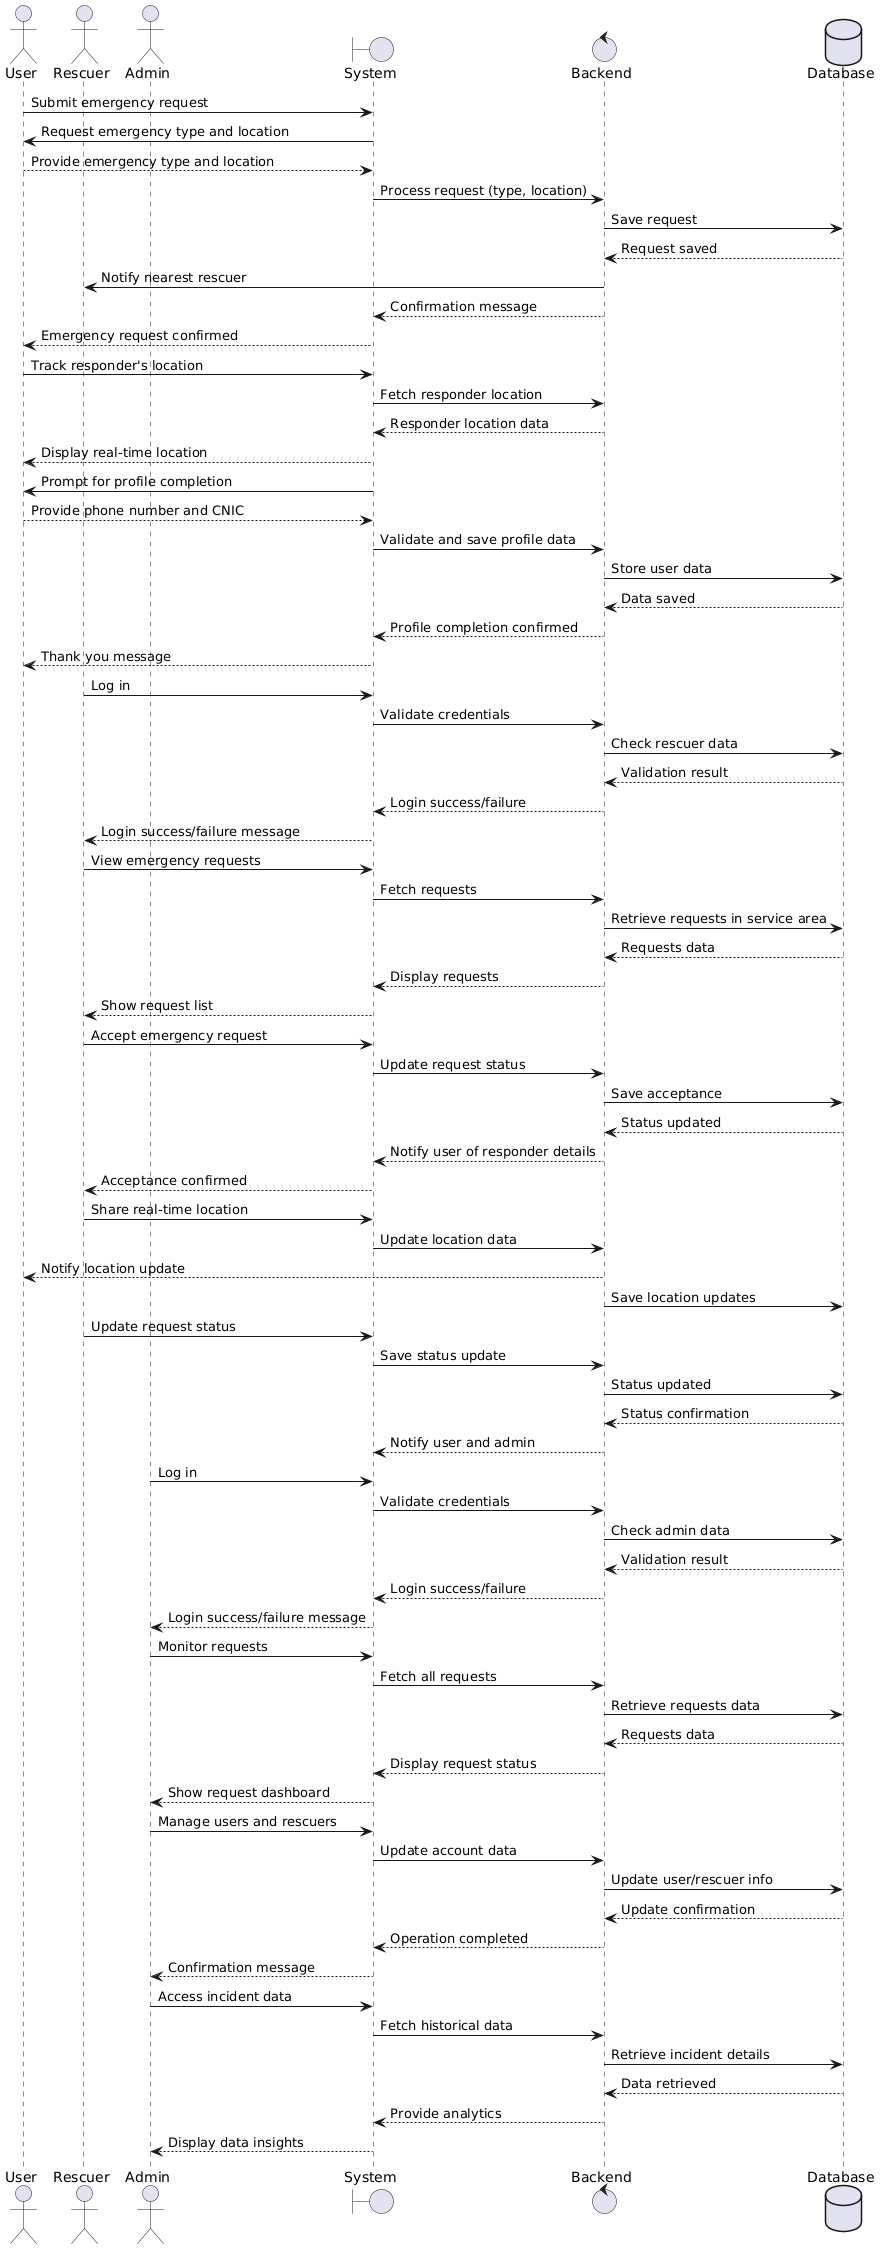 User Rescuer Admin System Backend Database
Submit emergency request
Request emergency type and location
Provide emergency type and location
Process request (type, location)
Save request
Request saved
Notify nearest rescuer
Confirmation message
Emergency request confirmed
Track responder's location
Fetch responder location
Responder location data
Display real-time location
Prompt for profile completion
Provide phone number and CNIC
Validate and save profile data
Store user data
Data saved
Profile completion confirmed
Thank you message
Log in
Validate credentials
Check rescuer data
Validation result
Login success/failure
Login success/failure message
View emergency requests
Fetch requests
Retrieve requests in service area
Requests data
Display requests
Show request list
Accept emergency request
Update request status
Save acceptance
Status updated
Notify user of responder details
Acceptance confirmed
Share real-time location
Update location data
Notify location update
Save location updates
Update request status
Save status update
Status updated
Status confirmation
Notify user and admin
Log in
Validate credentials
Check admin data
Validation result
Login success/failure
Login success/failure message
Monitor requests
Fetch all requests
Retrieve requests data
Requests data
Display request status
Show request dashboard
Manage users and rescuers
Update account data
Update user/rescuer info
Update confirmation
Operation completed
Confirmation message
Access incident data
Fetch historical data
Retrieve incident details
Data retrieved
Provide analytics
Display data insights
User Rescuer Admin System Backend Database